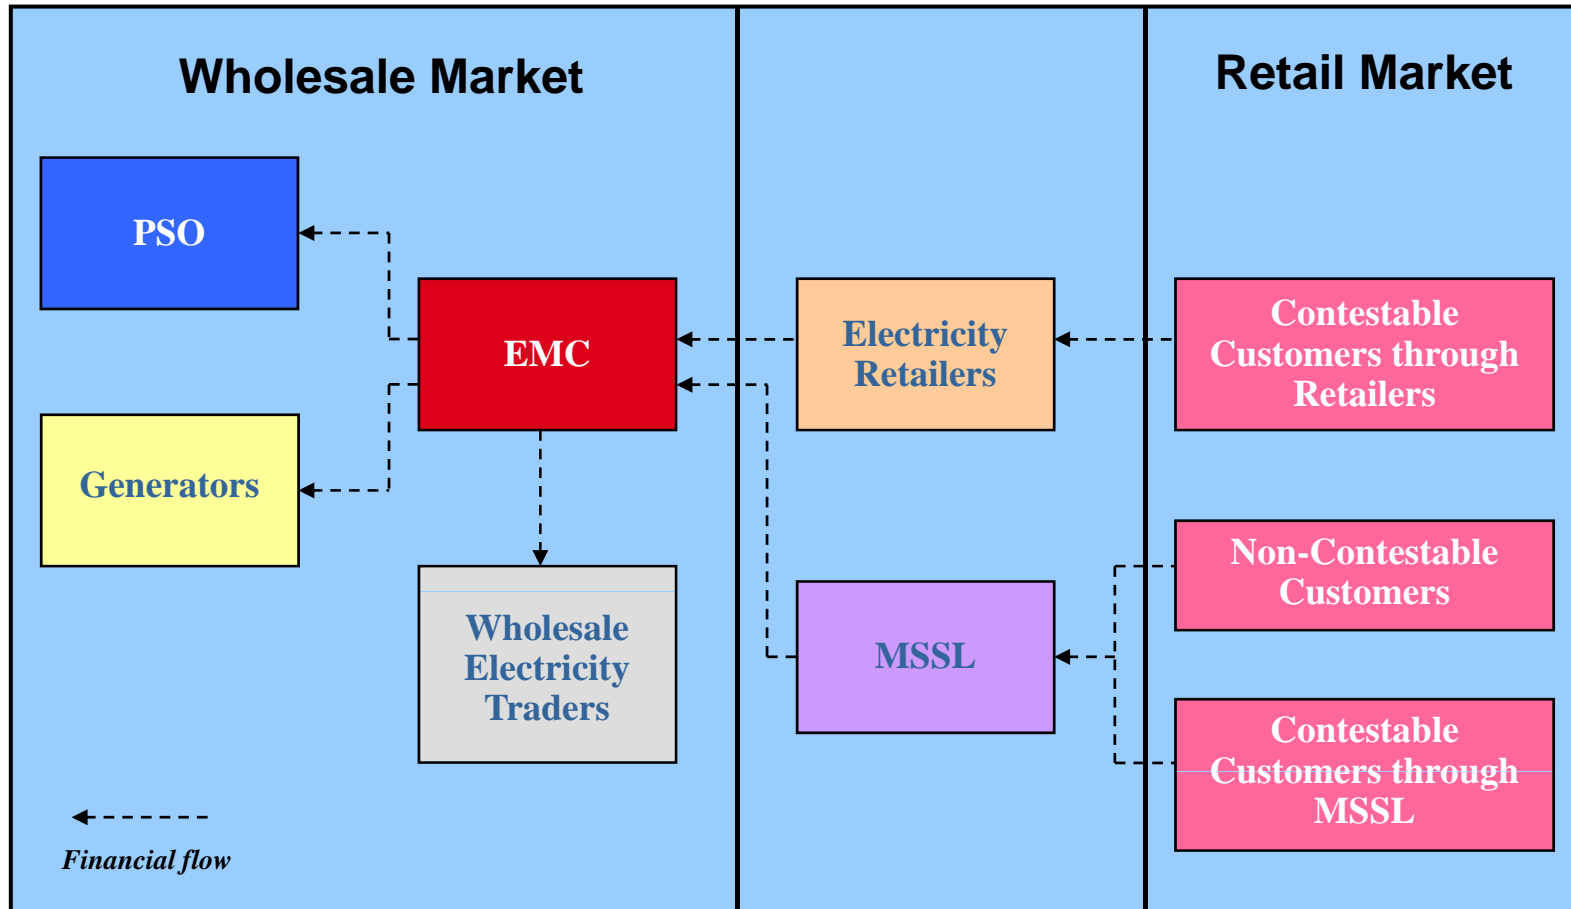 Wholesale Market
Retail Market
PSO
EMC
Electricity
Retailers
Contestable
Customers through
Retailers
Generators
Non-Contestable
Customers
Wholesale
Electricity
Traders
MSSL
Contestable
Customers through
MSSL
Financial flow